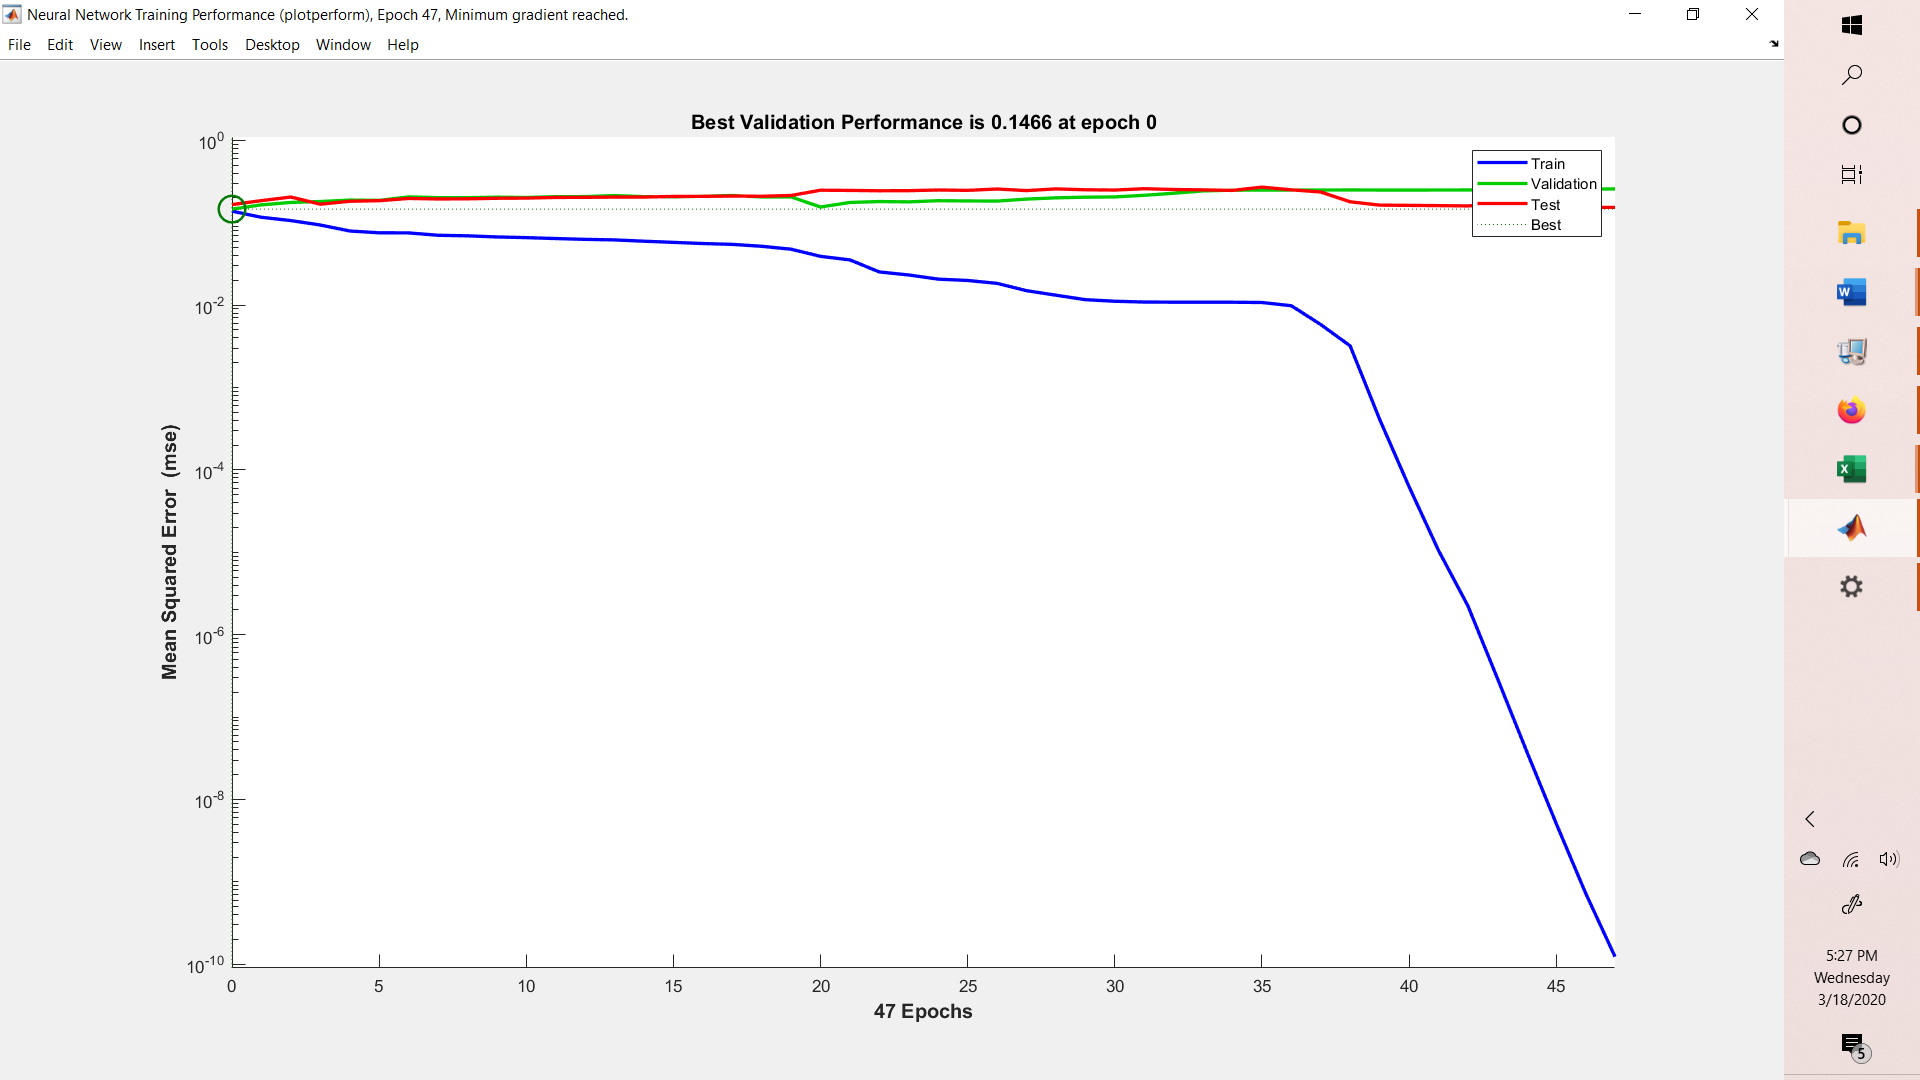 Neural Network Training Performance (plotperform), Epoch 47, Minimum gradient reached.
File Edit View Insert Tools Desktop Window Help
Best Validation Performance is 0.1466 at epoch 0
Train
Validation
Test
Best
10^0
10^-2
10^-4
10^-6
10^-8
10^-10
Mean Squared Error (mse)
0 5 10 15 20 25 30 35 40 45
47 Epochs
W
X
5:27 PM
Wednesday
3/18/2020
5